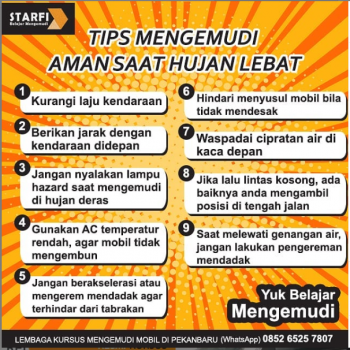 STARFI
Belajar Mengemudi
TIPS MENGEMUDI
AMAN SAAT HUJAN LEBAT
1
Kurangi laju kendaraan
2
Berikan jarak dengan
kendaraan didepan
3
Jangan nyalakan lampu
hazard saat mengemudi
di hujan deras
4
Gunakan AC temperatur
rendah, agar mobil tidak
mengembun
5
Jangan berakselerasi atau
mengerem mendadak agar
terhindar dari tabrakan
6
Hindari menyusul mobil bila
tidak mendesak
7
Waspadai cipratan air di
kaca depan
8
Jika lalu lintas kosong, ada
baiknya anda mengambil
posisi di tengah jalan
9
Saat melewati genangan air,
jangan lakukan pengereman
mendadak
Yuk Belajar
Mengemudi
LEMBAGA KURSUS MENGEMUDI MOBIL DI PEKANBARU (WhatsApp) 0852 6525 7807